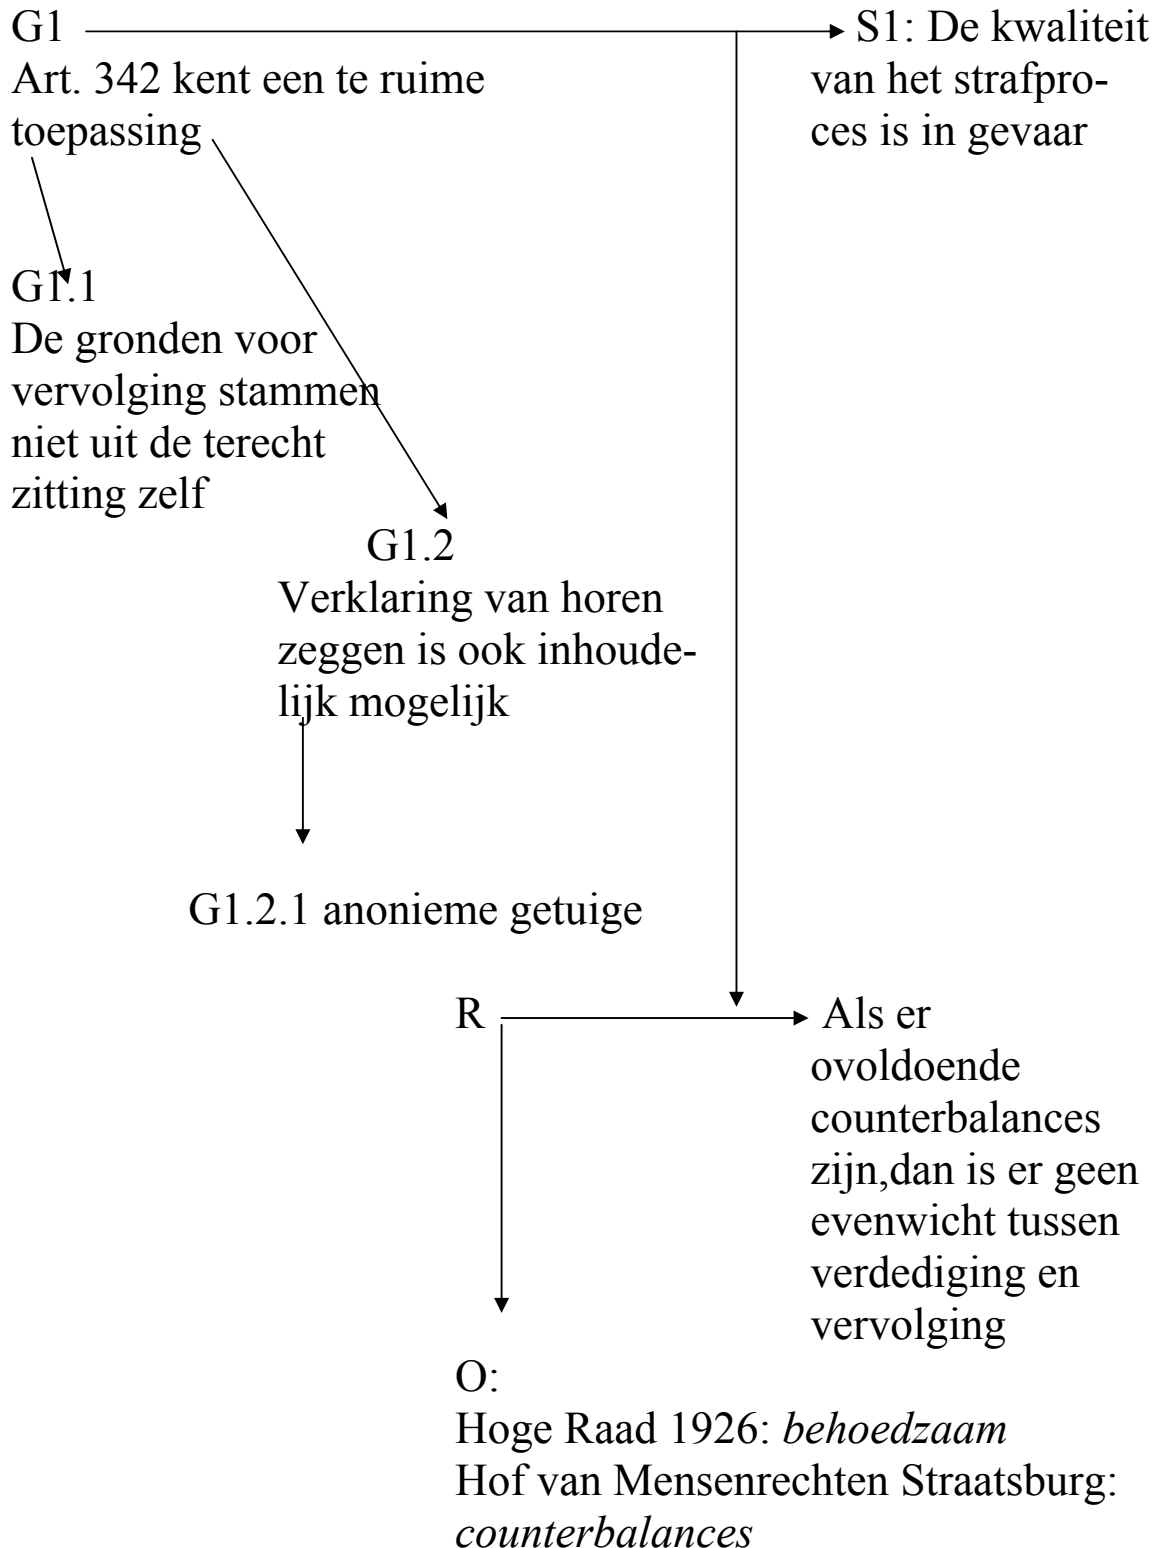 G1
S1: De kwaliteit
van het strafpro-
ces is in gevaar
Art. 342 kent een te ruime
toepassing
G1.1
De gronden voor
vervolging stammen
niet uit de terecht
zitting zelf
G1.2
Verklaring van horen
zeggen is ook inhoude-
lijk mogelijk
G1.2.1 anonieme getuige
R
Als er
ovoldoende
counterbalances
zijn,dan is er geen
evenwicht tussen
verdediging en
vervolging
O:
Hoge Raad 1926: behoedzaam
Hof van Mensenrechten Straatsburg:
counterbalances